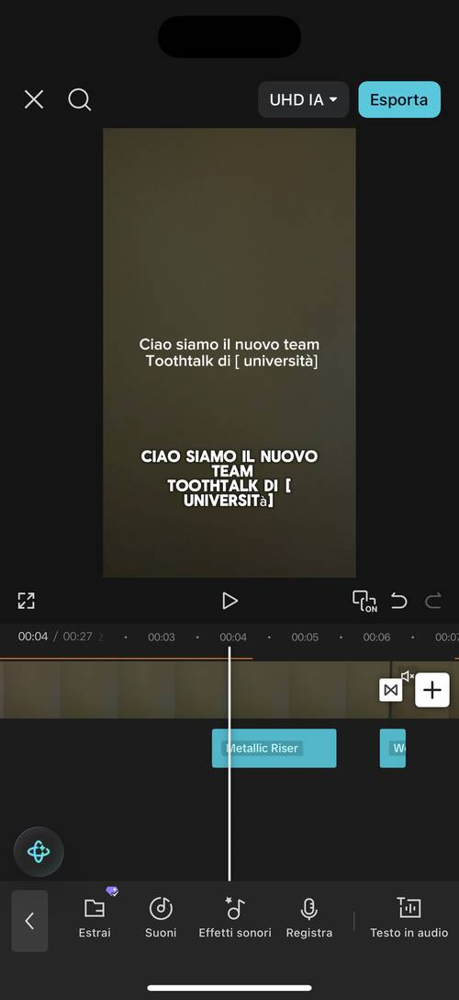 UHD IA
Esporta
Ciao siamo il nuovo team
Toothtalk di [ università]
CIAO SIAMO IL NUOVO
TEAM
TOOTHTALK DI [
UNIVERSITà]
ON
00:04 / 00:27
00:03
00:04
00:05
00:06
00:07
Metallic Riser
Estrai
Suoni
Effetti sonori
Registra
Testo in audio